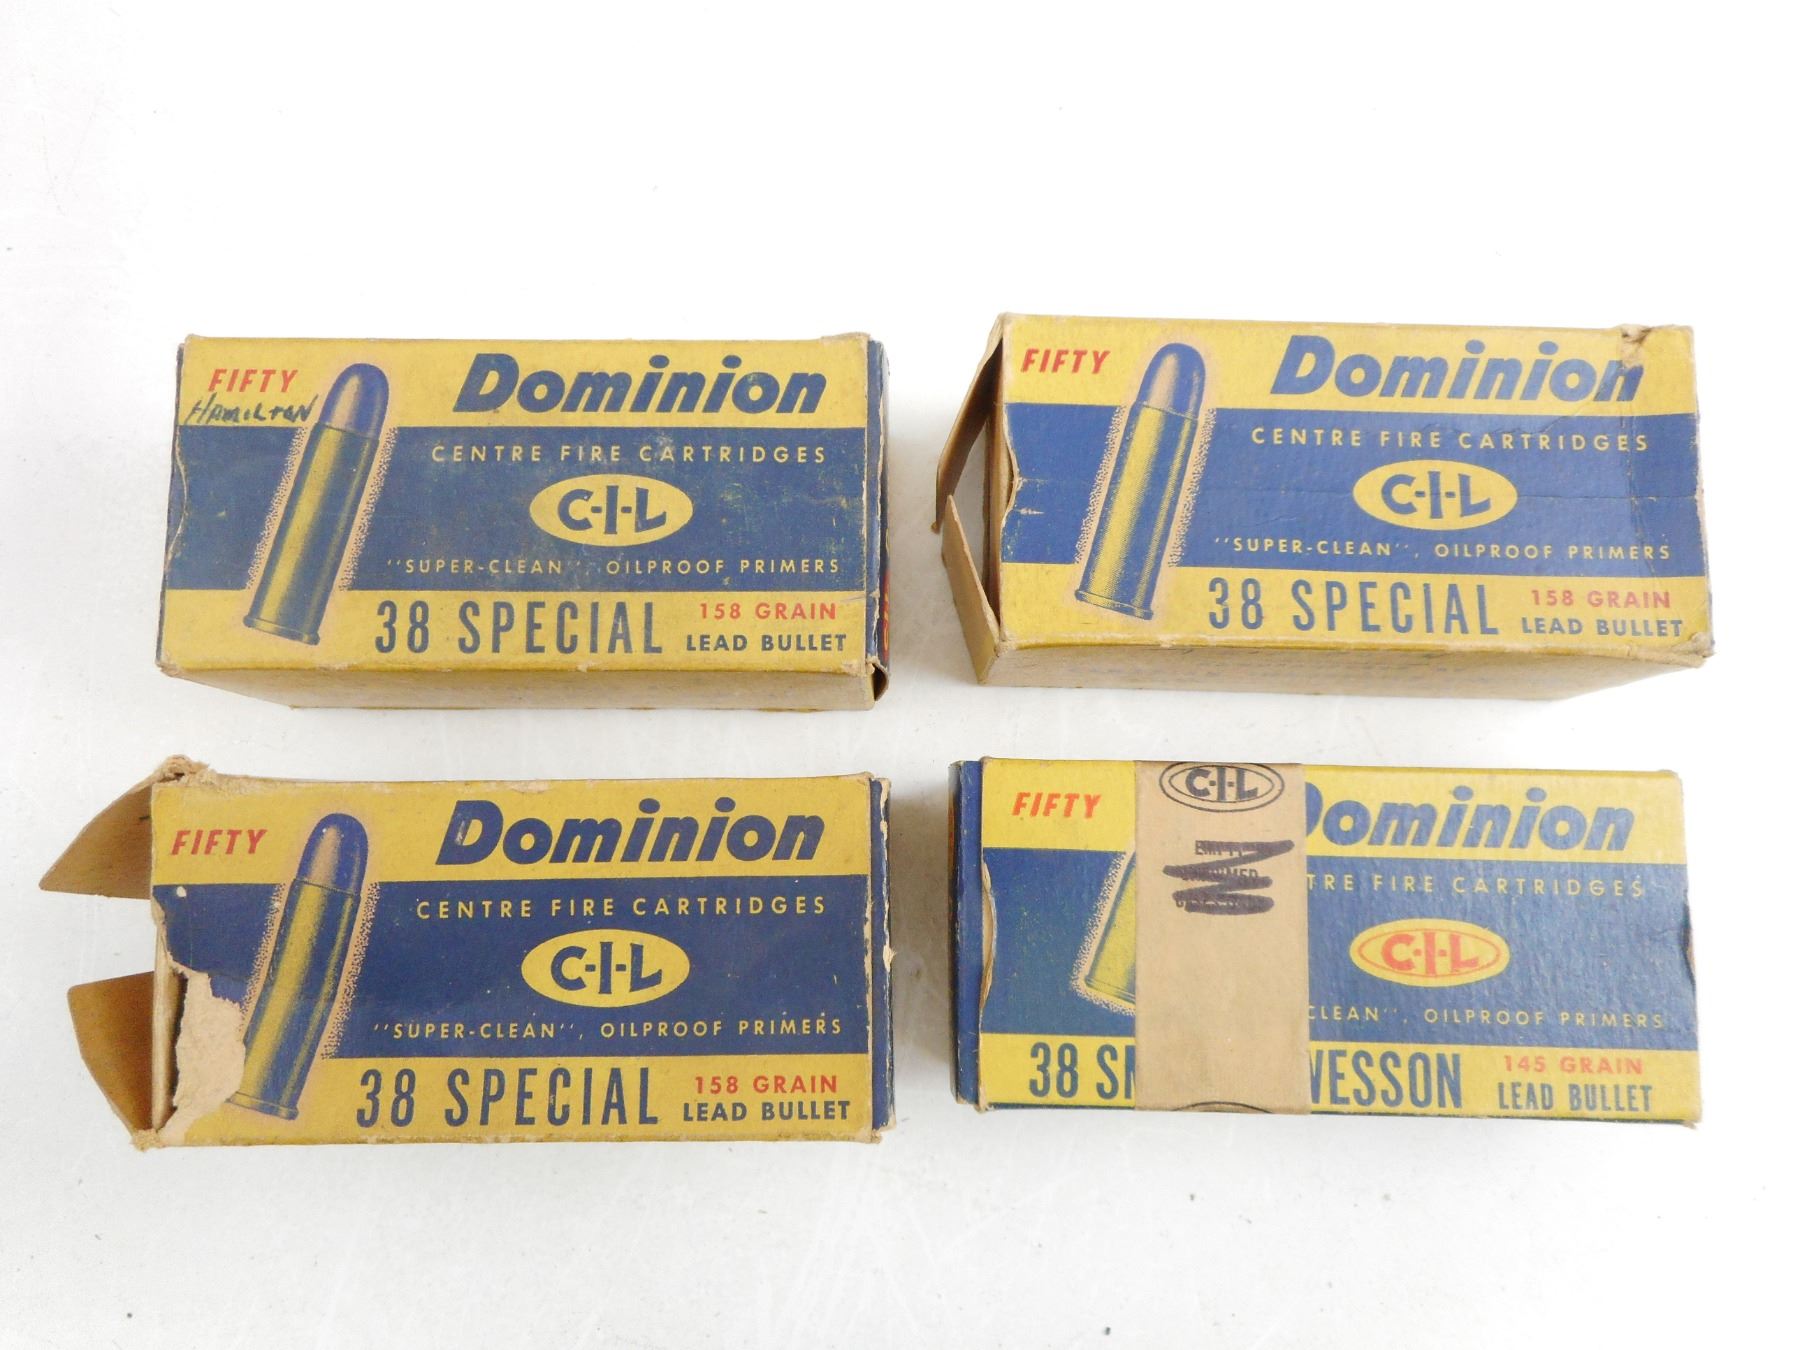 FIFTY
HAMILTON
Dominion
CENTRE FIRE CARTRIDGES
C-I-L
"SUPER-CLEAN", OILPROOF PRIMERS
38 SPECIAL
158 GRAIN
LEAD BULLET
FIFTY
Dominion
CENTRE FIRE CARTRIDGES
C-I-L
"SUPER-CLEAN", OILPROOF PRIMERS
38 SPECIAL
158 GRAIN
LEAD BULLET
FIFTY
Dominion
CENTRE FIRE CARTRIDGES
C-I-L
"SUPER-CLEAN", OILPROOF PRIMERS
38 SPECIAL
158 GRAIN
LEAD BULLET
FIFTY
C-I-L
Dominion
TRE FIRE CARTRIDGES
EMPTY
C-I-L
CLEAN", OILPROOF PRIMERS
38 SM WESSON
145 GRAIN
LEAD BULLET